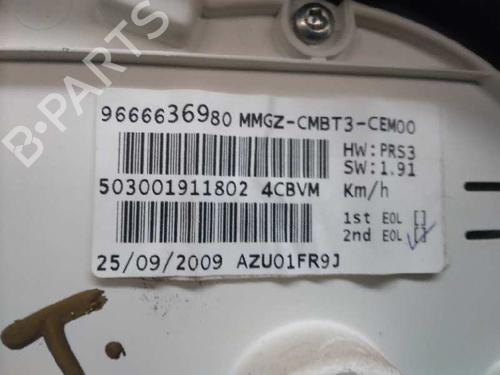 9666636980 MMGZ-CMBT3-CEM00
HW:PRS3
SW:1.91
503001911802 4CBVM Km/h
1st EOL []
2nd EOL []
25/09/2009 AZU01FR9J
T.
B-PARTS